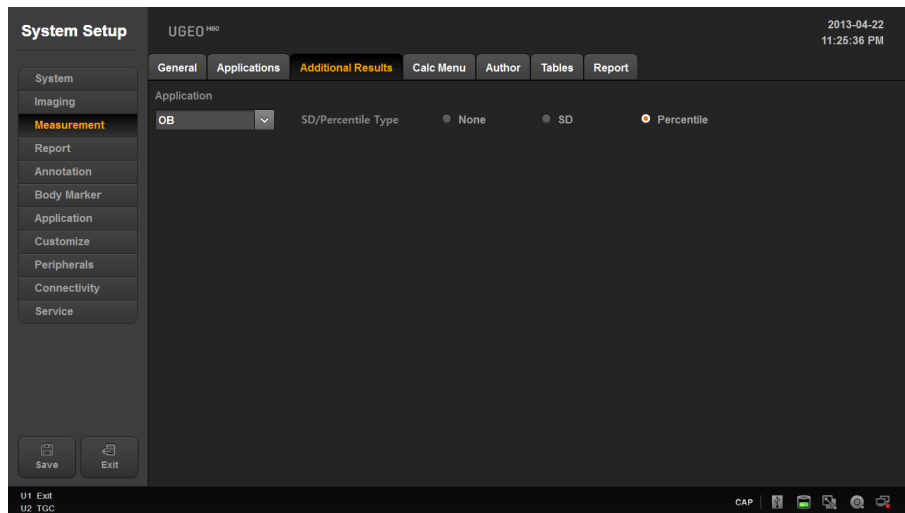 System Setup
UGEO H60
2013-04-22
11:25:36 PM
General Applications Additional Results Calc Menu Author Tables Report
System
Imaging
Measurement
Report
Annotation
Body Marker
Application
Customize
Peripherals
Connectivity
Service
Application
OB SD/Percentile Type None SD Percentile
Save Exit
U1 Exit
U2 TGC
CAP